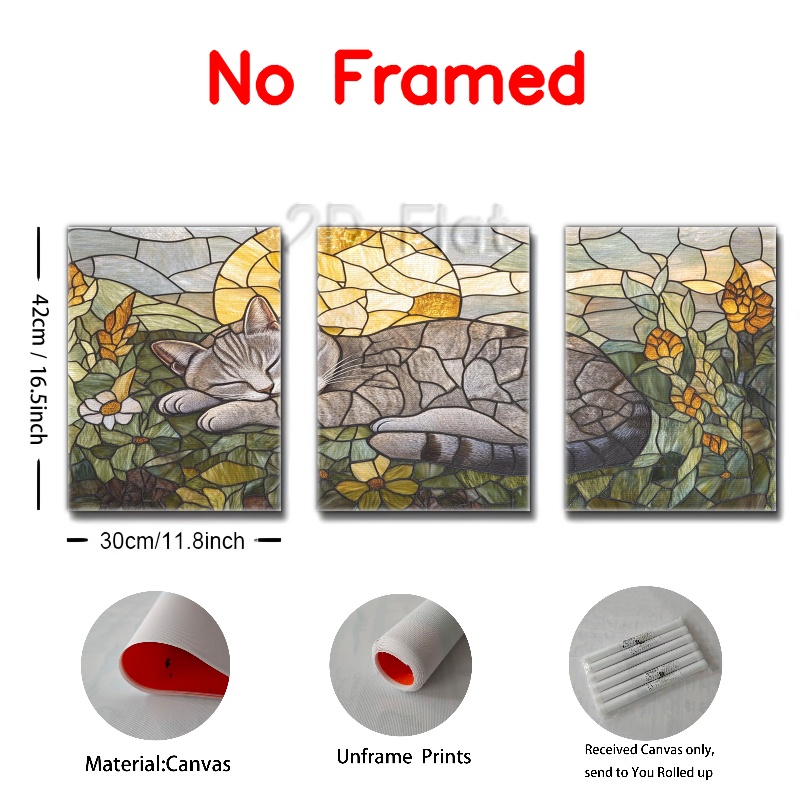 No Framed
2D Flat
42cm / 16.5inch
30cm/11.8inch
Material:Canvas
Unframe Prints
Received Canvas only,
send to You Rolled up